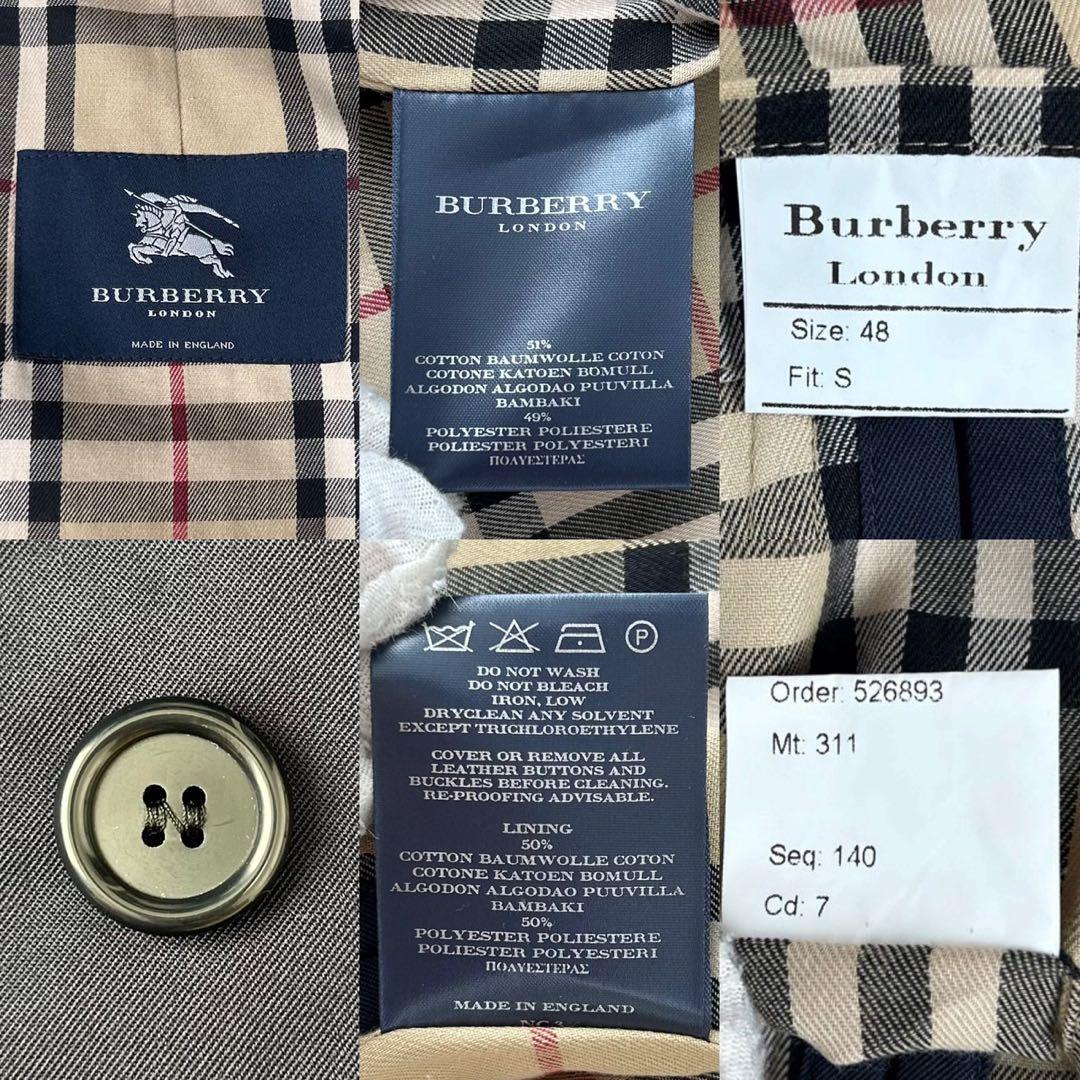 BURBERRY
LONDON
MADE IN ENGLAND
BURBERRY
LONDON
51%
COTTON BAUMWOLLE COTON
COTONE KATOEN BOMULL
ALGODON ALGODAO PUUVILLA
BAMBAKI
49%
POLYESTER POLIESTERE
POLIESTER POLYESTERI
ΠΟΛΥΕΣΤΕΡΑΣ
Burberry
London
Size: 48
Fit: S
P
DO NOT WASH
DO NOT BLEACH
IRON, LOW
DRYCLEAN ANY SOLVENT
EXCEPT TRICHLOROETHYLENE
COVER OR REMOVE ALL
LEATHER BUTTONS AND
BUCKLES BEFORE CLEANING.
RE-PROOFING ADVISABLE.
LINING
50%
COTTON BAUMWOLLE COTON
COTONE KATOEN BOMULL
ALGODON ALGODAO PUUVILLA
BAMBAKI
50%
POLYESTER POLIESTERE
POLIESTER POLYESTERI
ΠΟΛΥΕΣΤΕΡΑΣ
MADE IN ENGLAND
Order: 526893
Mt: 311
Seq: 140
Cd: 7